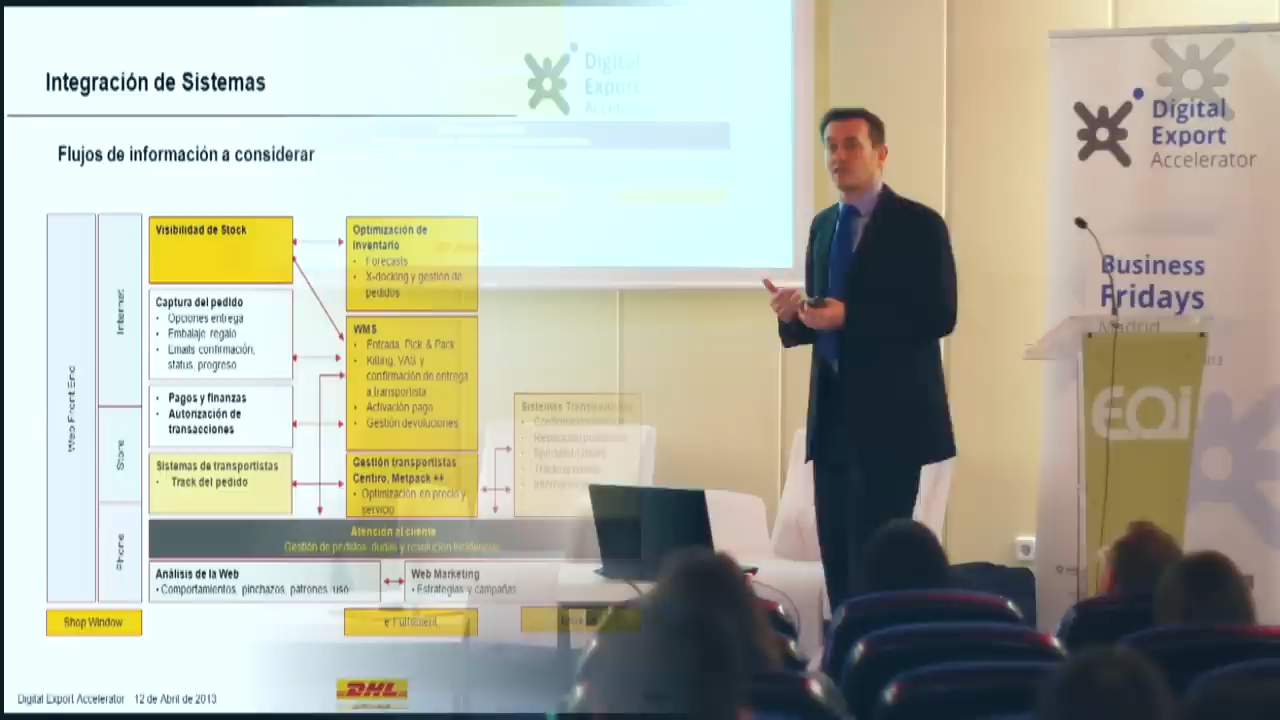 Integración de Sistemas
Digital
Export
Accelerator
Flujos de información a considerar
Web Front End
Internet
Store
Phone
Visibilidad de Stock
Captura del pedido
• Opciones entrega
• Embalaje regalo
• Emails confirmación,
status, progreso
• Pagos y finanzas
• Autorización de
transacciones
Sistemas de transportistas
• Track del pedido
Optimización de
Inventario
• Forecasts
• X-docking y gestión de
pedidos
WMS
• Entrada, Pick & Pack
• Kitting, VAS y
confirmación de entrega
a transportista
• Activación pago
• Gestión devoluciones
Gestión transportistas
Centiro, Metpack ++
• Optimización en precio y
servicio
Sistemas
Atención al cliente
Gestión de pedidos, dudas y resolución incidencias
Análisis de la Web
• Comportamientos, pinchazos, patrones, uso
Web Marketing
• Estrategias y campañas
Shop Window
Digital Export Accelerator 12 de Abril de 2013
DHL
Digital
Export
Accelerator
Business
Fridays
Madrid
EOi